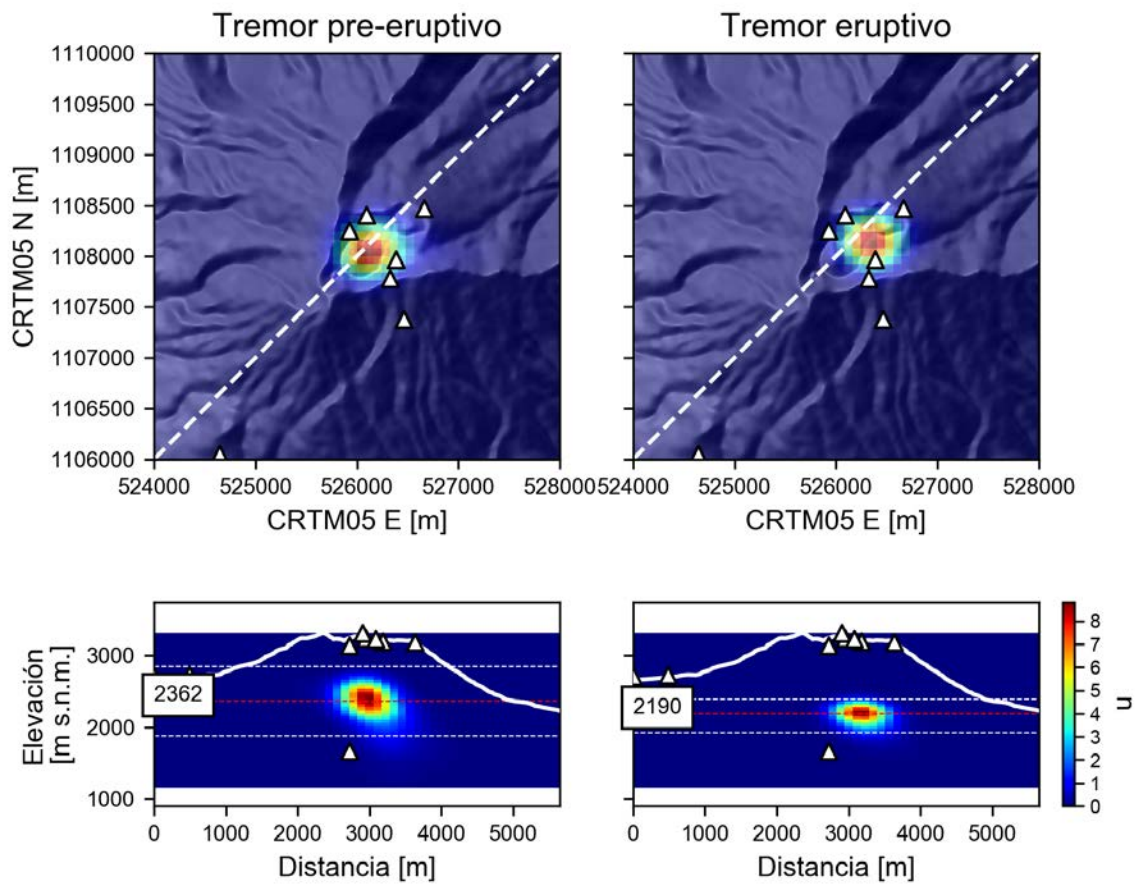 Tremor pre-eruptivo
Tremor eruptivo
CRTM05 N [m]
1110000
1109500
1109000
1108500
1108000
1107500
1107000
1106500
1106000
524000 525000 526000 527000 528000
524000 525000 526000 527000 528000
CRTM05 E [m]
CRTM05 E [m]
Elevación
[m s.n.m.]
3000
2000
1000
2362
2190
0 1000 2000 3000 4000 5000
0 1000 2000 3000 4000 5000
Distancia [m]
Distancia [m]
8
7
6
5
4
3
2
1
0
n